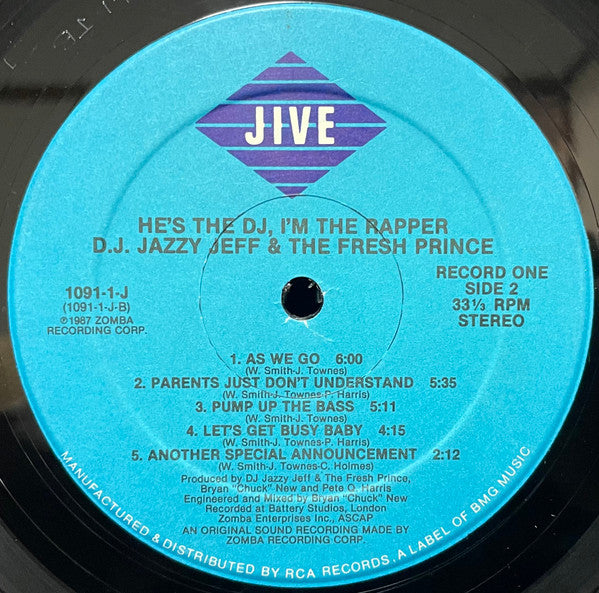 JIVE
HE'S THE DJ, I'M THE RAPPER
D.J. JAZZY JEFF & THE FRESH PRINCE
1091-1-J
(1091-1-J-B)
℗1987 ZOMBA
RECORDING CORP.
RECORD ONE
SIDE 2
33⅓ RPM
STEREO
1. AS WE GO 6:00
(W. Smith-J. Townes)
2. PARENTS JUST DON'T UNDERSTAND 5:35
(W. Smith-J. Townes-P. Harris)
3. PUMP UP THE BASS 5:11
(W. Smith-J. Townes)
4. LET'S GET BUSY BABY 4:15
(W. Smith-J. Townes-P. Harris)
5. ANOTHER SPECIAL ANNOUNCEMENT 2:12
(W. Smith-J. Townes-C. Holmes)
Produced by DJ Jazzy Jeff & The Fresh Prince,
Bryan "Chuck" New and Pete Q. Harris
Engineered and Mixed by Bryan "Chuck" New
Recorded at Battery Studios, London
Zomba Enterprises Inc., ASCAP
AN ORIGINAL SOUND RECORDING MADE BY
ZOMBA RECORDING CORP.
MANUFACTURED & DISTRIBUTED BY RCA RECORDS, A LABEL OF BMG MUSIC